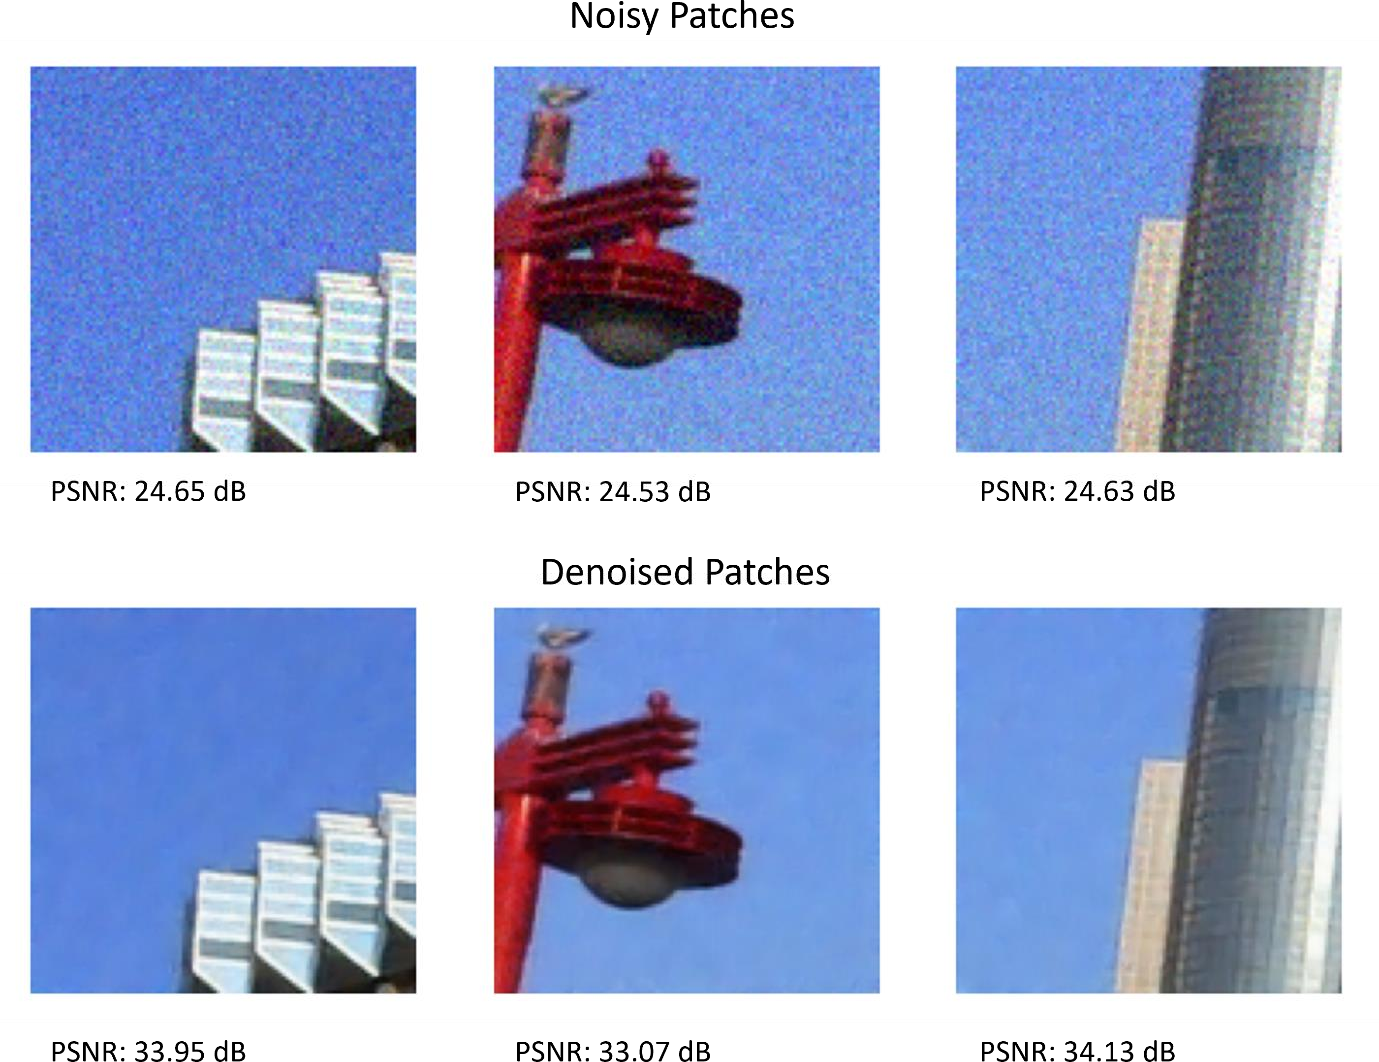 Noisy Patches
PSNR: 24.65 dB
PSNR: 24.53 dB
PSNR: 24.63 dB
Denoised Patches
PSNR: 33.95 dB
PSNR: 33.07 dB
PSNR: 34.13 dB